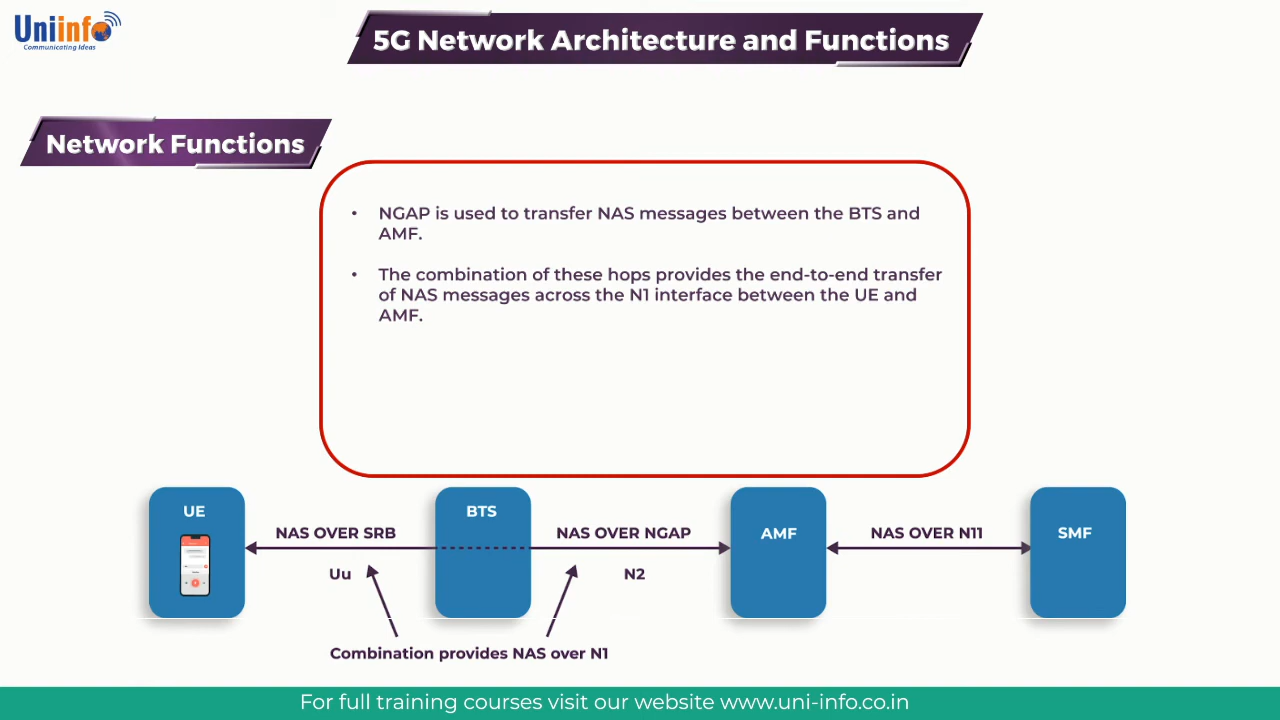 Uniinfo
Communicating Ideas
5G Network Architecture and Functions
Network Functions
• NGAP is used to transfer NAS messages between the BTS and
AMF.
• The combination of these hops provides the end-to-end transfer
of NAS messages across the N1 interface between the UE and
AMF.
UE
BTS
AMF
SMF
NAS OVER SRB
NAS OVER NGAP
NAS OVER N11
Uu
N2
Combination provides NAS over N1
For full training courses visit our website www.uni-info.co.in